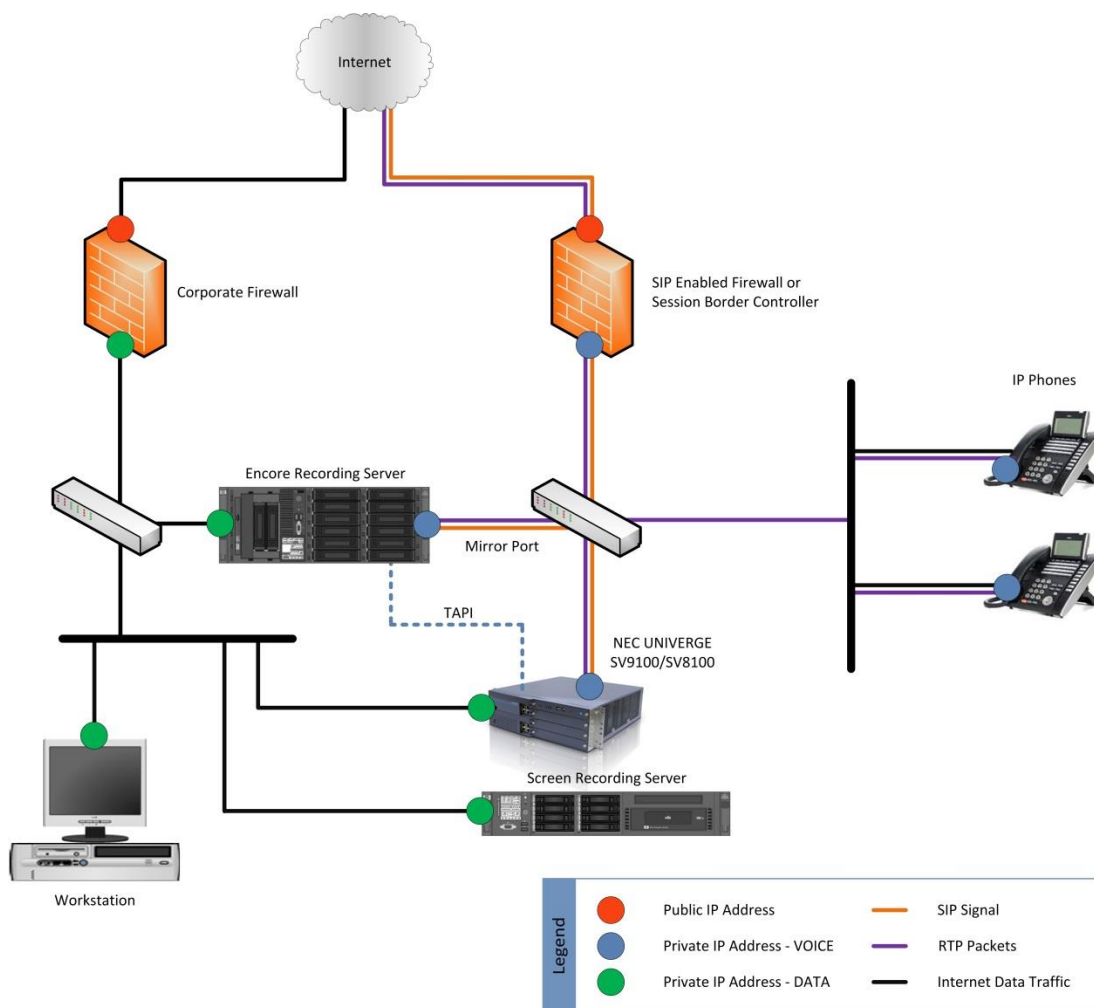 Internet
Corporate Firewall
SIP Enabled Firewall or
Session Border Controller
IP Phones
Encore Recording Server
Mirror Port
TAPI
NEC UNIVERGE
SV9100/SV8100
Screen Recording Server
Workstation
Legend
Public IP Address
SIP Signal
Private IP Address - VOICE
RTP Packets
Private IP Address - DATA
Internet Data Traffic